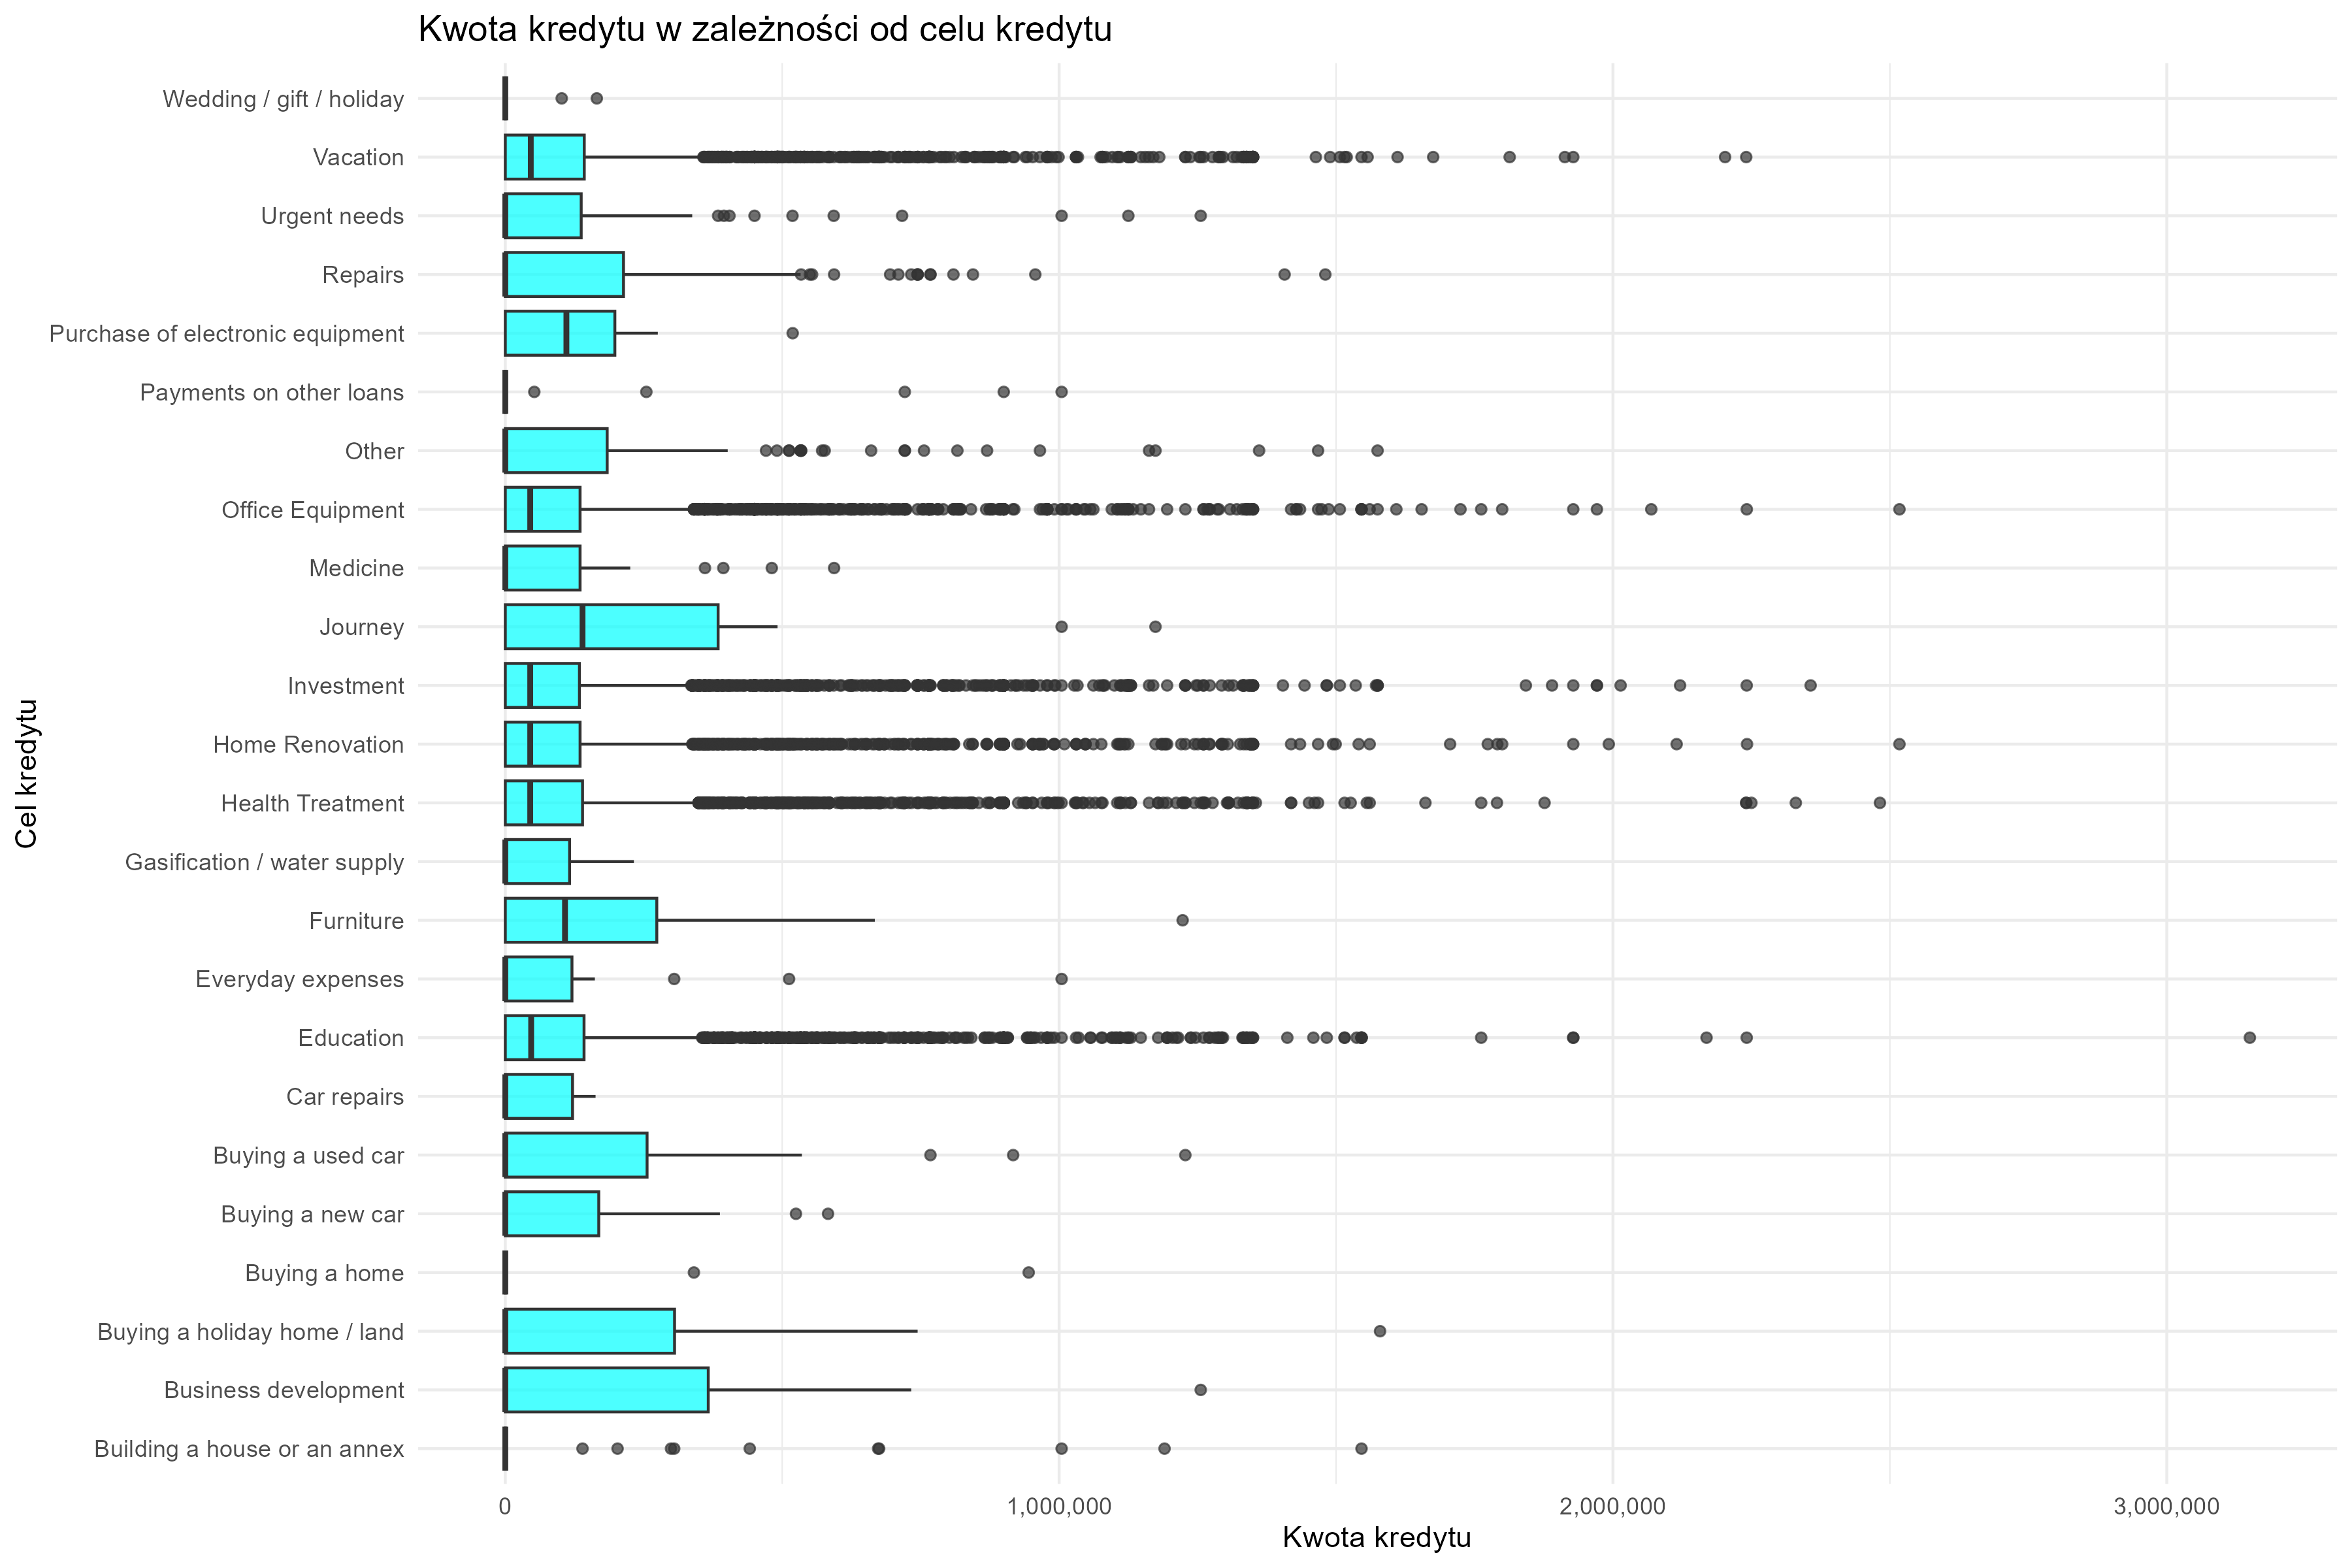 Kwota kredytu w zależności od celu kredytu
Wedding / gift / holiday
Vacation
Urgent needs
Repairs
Purchase of electronic equipment
Payments on other loans
Other
Office Equipment
Medicine
Journey
Investment
Home Renovation
Health Treatment
Gasification / water supply
Furniture
Everyday expenses
Education
Car repairs
Buying a used car
Buying a new car
Buying a home
Buying a holiday home / land
Business development
Building a house or an annex
Cel kredytu
0 1,000,000 2,000,000 3,000,000
Kwota kredytu